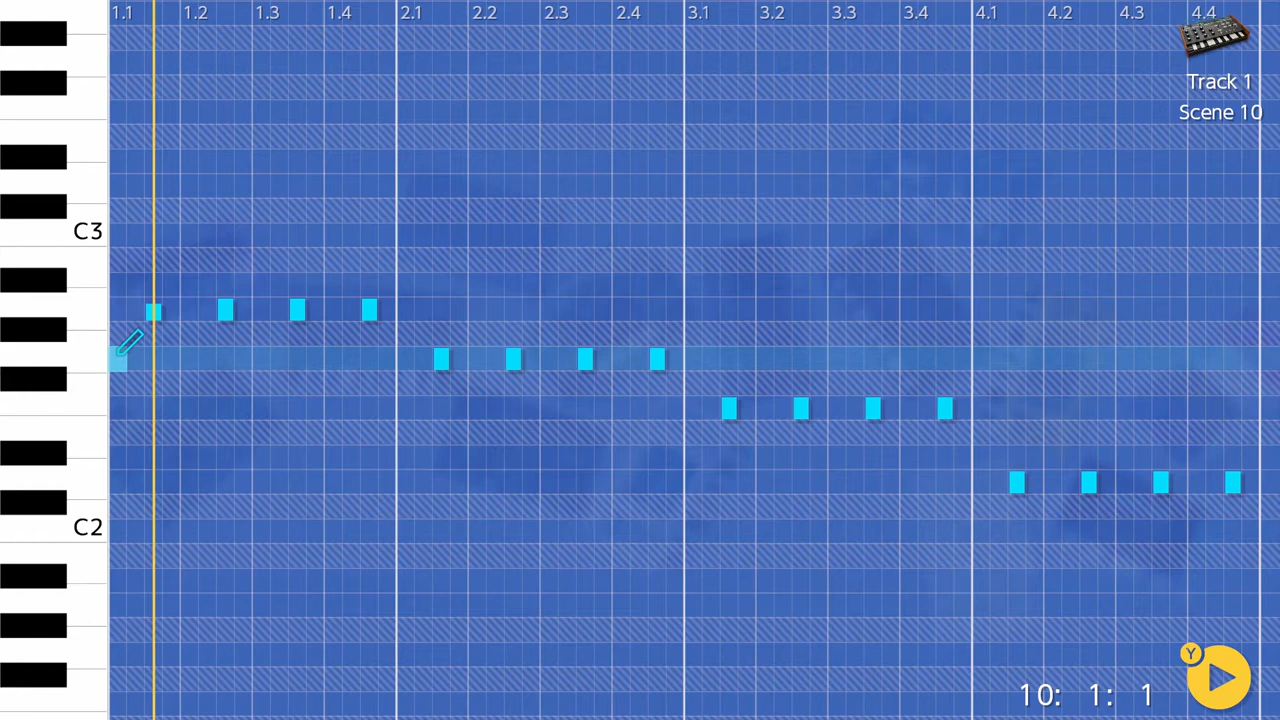 1.1 1.2 1.3 1.4 2.1 2.2 2.3 2.4 3.1 3.2 3.3 3.4 4.1 4.2 4.3 4.4
Track 1
Scene 10
C3
C2
Y
10: 1: 1